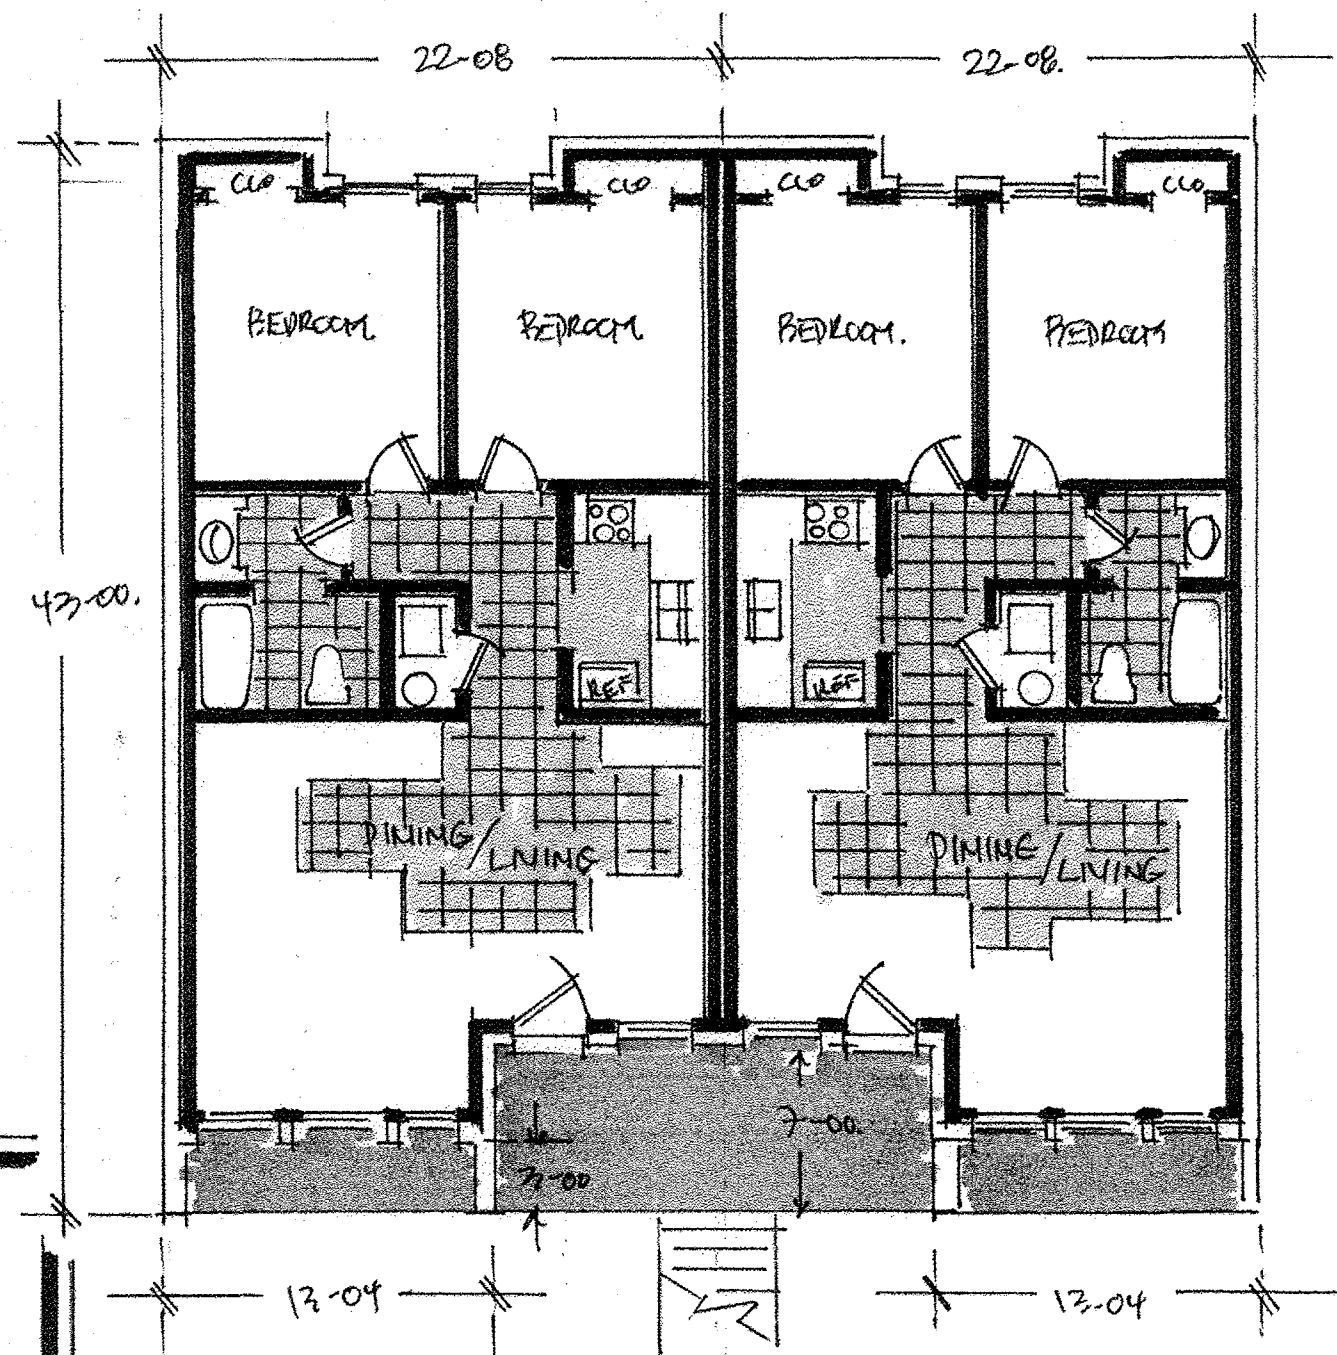 22-08 22-08.
CLO CLO CLO CLO
BEDROOM. BEDROOM. BEDROOM. BEDROOM
43-00.
REF REF
DINING/LIVING DINING/LIVING
7-00.
3-00
13-04 13-04